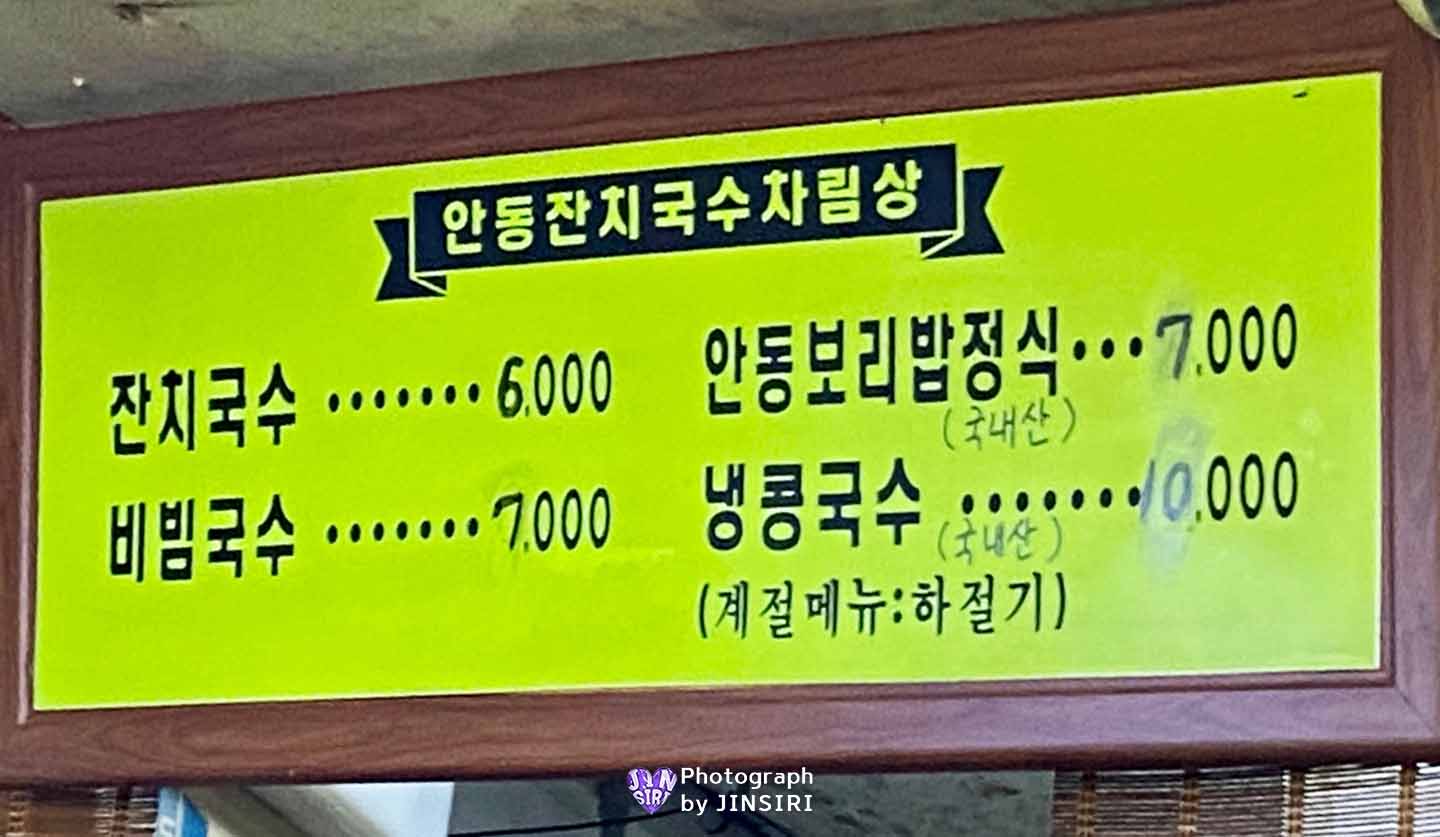 안동잔치국수차림상
잔치국수 ······· 6.000
비빔국수 ······· 7.000
안동보리밥정식 ··· 7.000
(국내산)
냉콩국수 ······· 10.000
(국내산)
(계절메뉴:하절기)
JIN
SIRI
Photograph
by JINSIRI